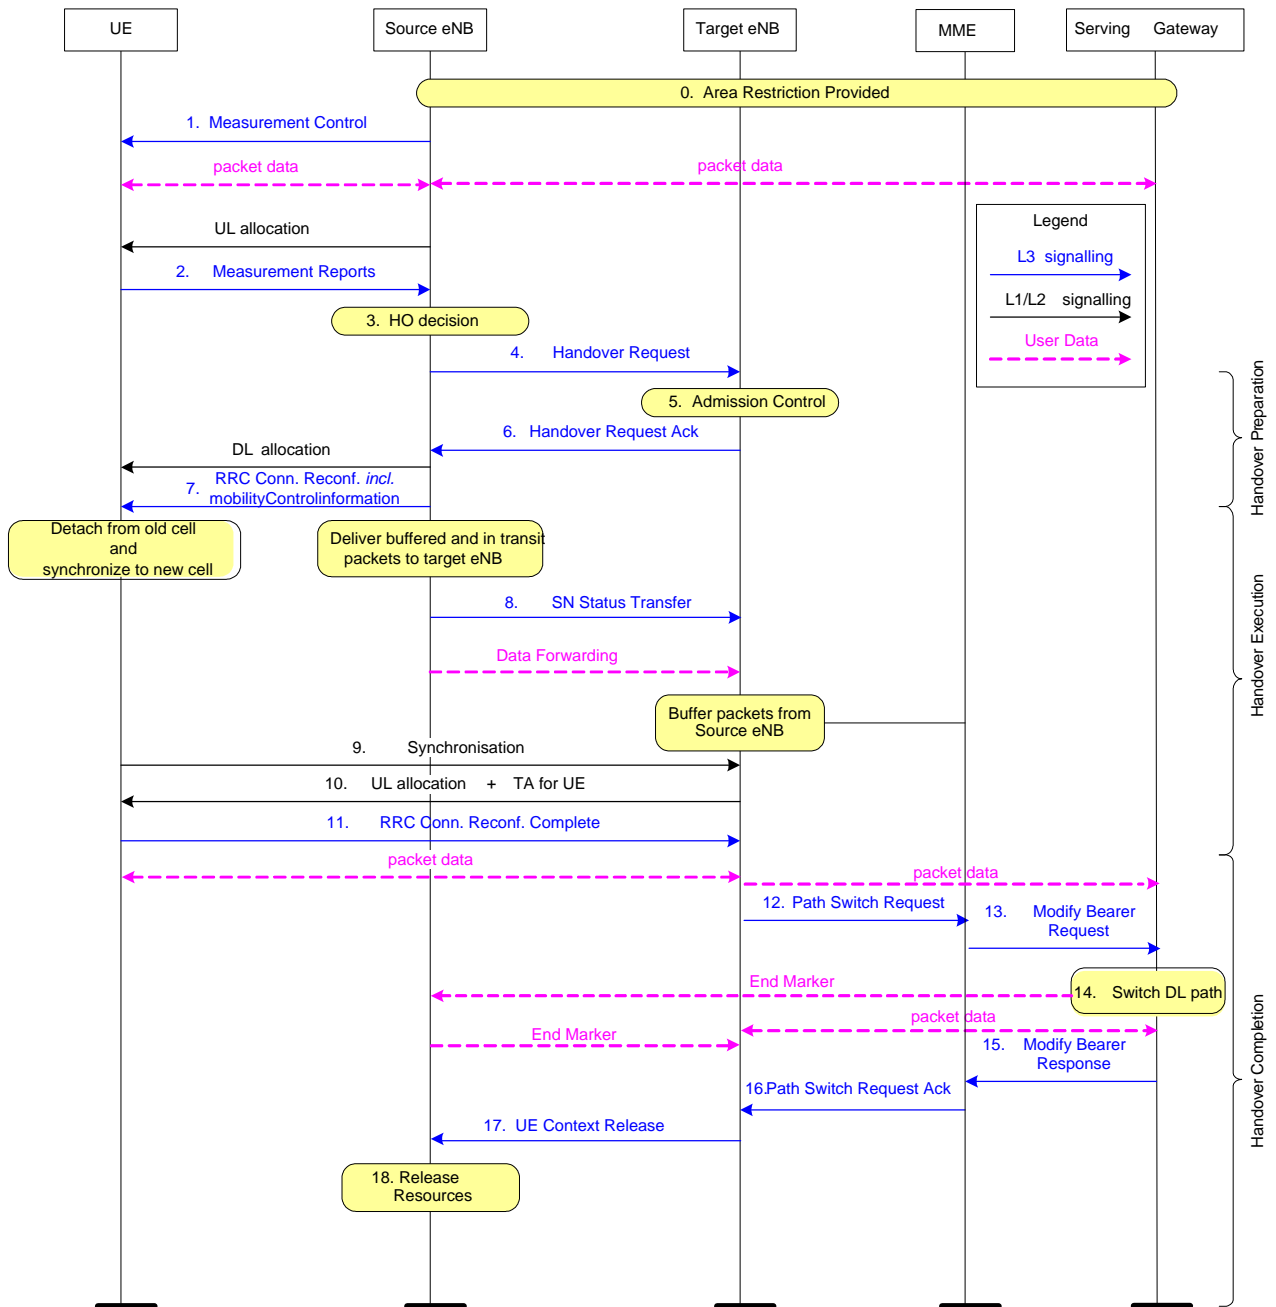 UE
Source eNB
Target eNB
MME
Serving Gateway
0. Area Restriction Provided
1. Measurement Control
packet data
packet data
Legend
UL allocation
L3 signalling
2. Measurement Reports
L1/L2 signalling
3. HO decision
User Data
4. Handover Request
5. Admission Control
6. Handover Request Ack
Handover Preparation
DL allocation
7. RRC Conn. Reconf. incl.
mobilityControlinformation
Detach from old cell
and
synchronize to new cell
Deliver buffered and in transit
packets to target eNB
8. SN Status Transfer
Data Forwarding
Handover Execution
Buffer packets from
Source eNB
9. Synchronisation
10. UL allocation + TA for UE
11. RRC Conn. Reconf. Complete
packet data
packet data
12. Path Switch Request
13. Modify Bearer
Request
End Marker
14. Switch DL path
packet data
End Marker
15. Modify Bearer
Response
Handover Completion
16.Path Switch Request Ack
17. UE Context Release
18. Release
Resources